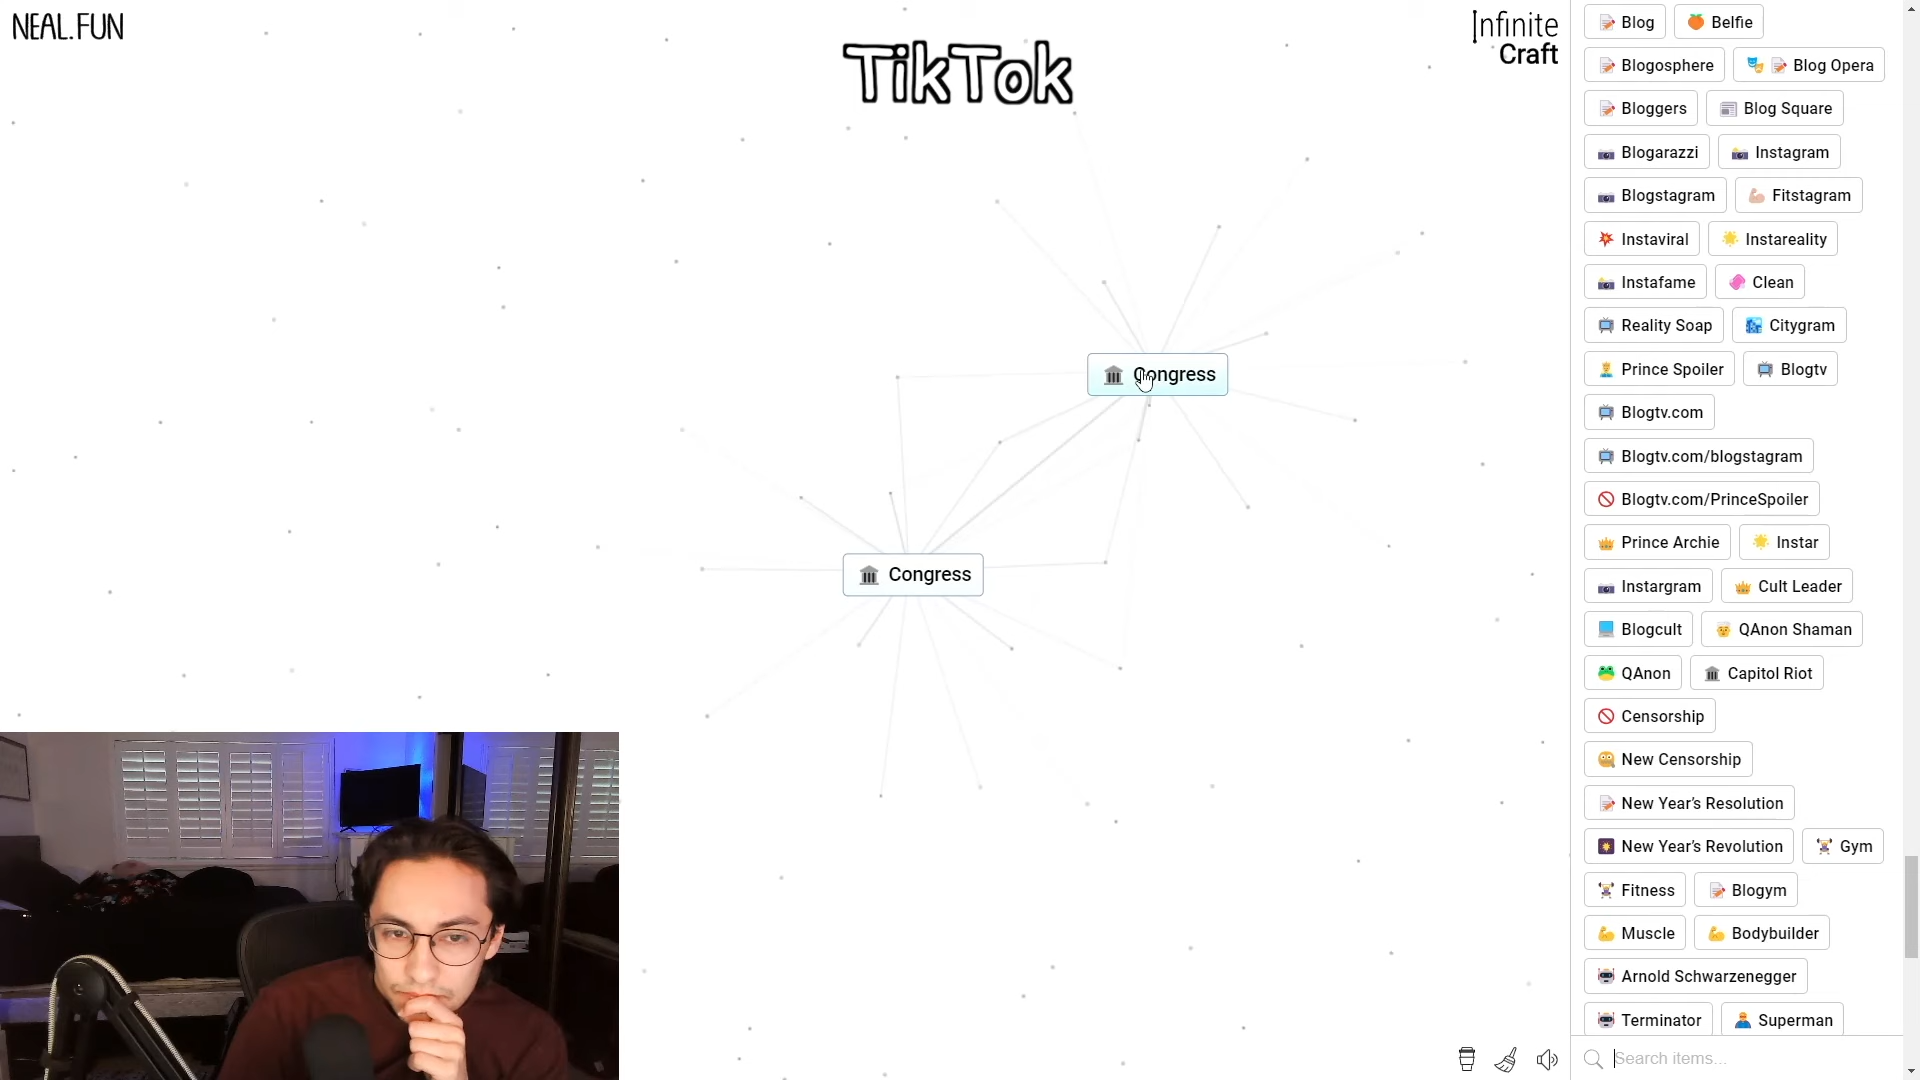 NEAL.FUN
TikTok
Infinite
Craft
Congress
Congress
Blog Belfie
Blogosphere Blog Opera
Bloggers Blog Square
Blogarazzi Instagram
Blogstagram Fitstagram
Instaviral Instareality
Instafame Clean
Reality Soap Citygram
Prince Spoiler Blogtv
Blogtv.com
Blogtv.com/blogstagram
Blogtv.com/PrinceSpoiler
Prince Archie Instar
Instargram Cult Leader
Blogcult QAnon Shaman
QAnon Capitol Riot
Censorship
New Censorship
New Year’s Resolution
New Year’s Revolution Gym
Fitness Blogym
Muscle Bodybuilder
Arnold Schwarzenegger
Terminator Superman
Search items...